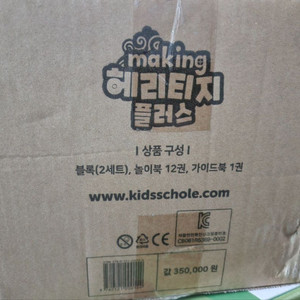 making
헤리티지
플러스
| 상품 구성 |
블록(2세트), 놀이북 12권, 가이드북 1권
www.kidsschole.com
CE
값 350,000 원